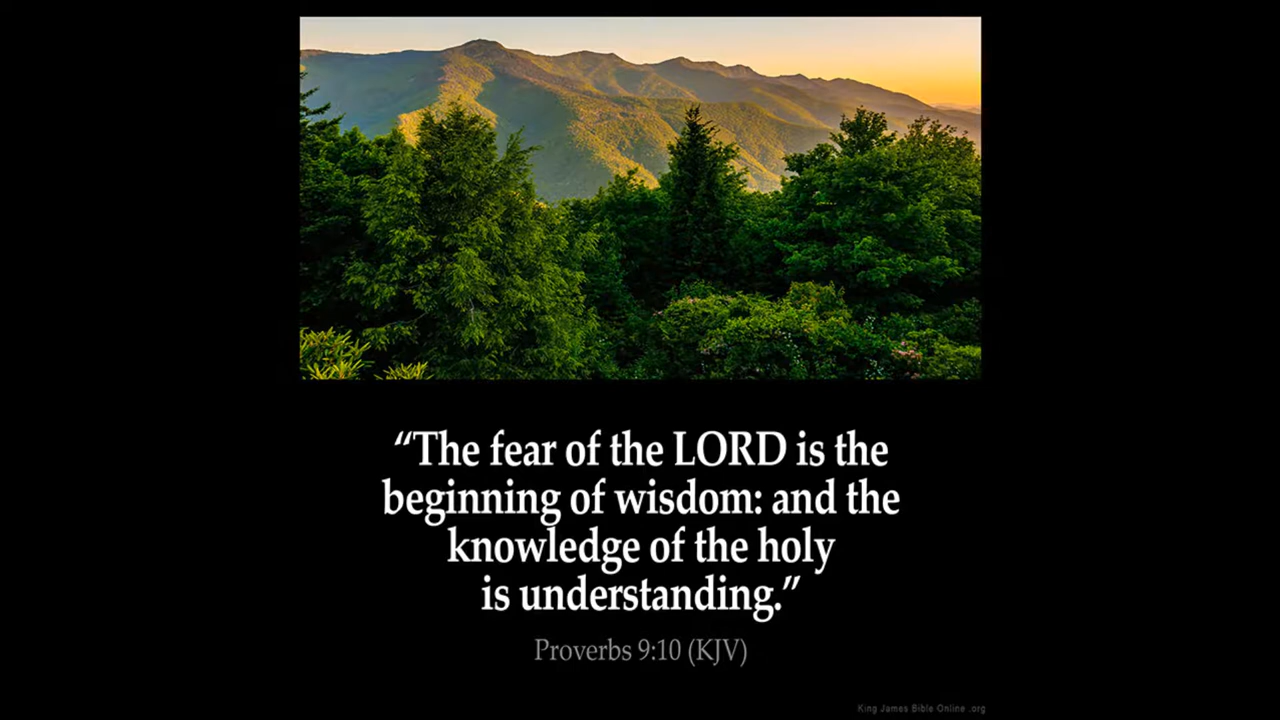 “The fear of the LORD is the
beginning of wisdom: and the
knowledge of the holy
is understanding.”
Proverbs 9:10 (KJV)
King James Bible Online .org